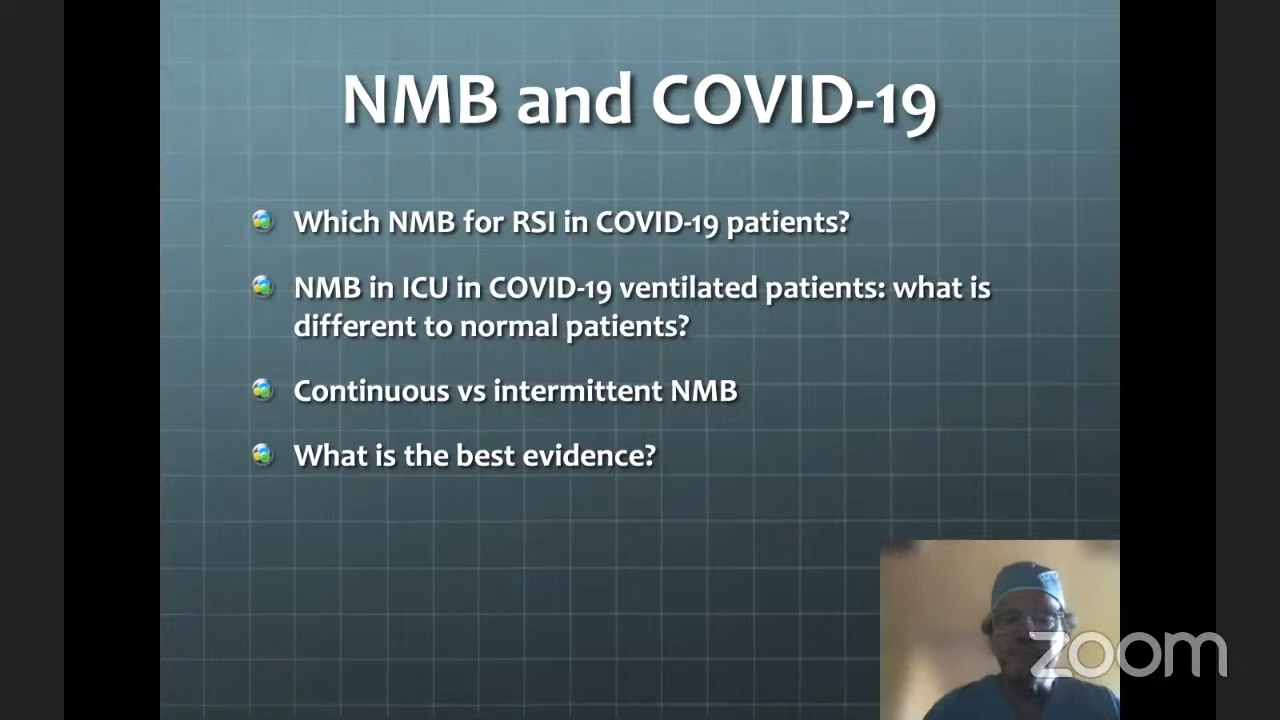 NMB and COVID-19
Which NMB for RSI in COVID-19 patients?
NMB in ICU in COVID-19 ventilated patients: what is
different to normal patients?
Continuous vs intermittent NMB
What is the best evidence?
zoom